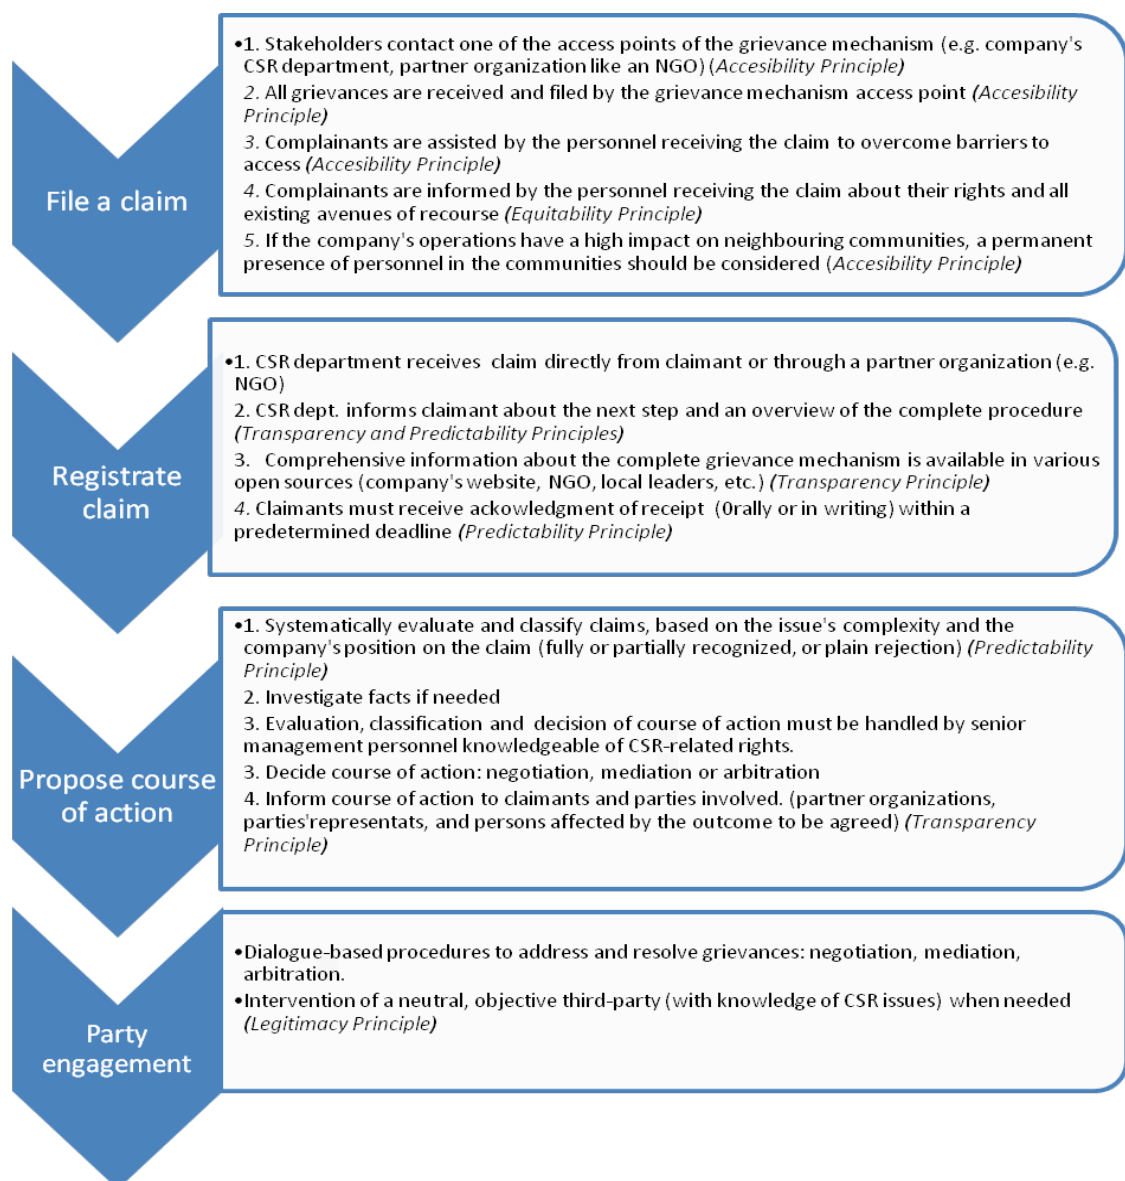 File a claim
•1. Stakeholders contact one of the access points of the grievance mechanism (e.g. company's
CSR department, partner organization like an NGO) (Accesibility Principle)
2. All grievances are received and filed by the grievance mechanism access point (Accesibility
Principle)
3. Complainants are assisted by the personnel receiving the claim to overcome barriers to
access (Accesibility Principle)
4. Complainants are informed by the personnel receiving the claim about their rights and all
existing avenues of recourse (Equitability Principle)
5. If the company's operations have a high impact on neighbouring communities, a permanent
presence of personnel in the communities should be considered (Accesibility Principle)
Registrate
claim
•1. CSR department receives claim directly from claimant or through a partner organization (e.g.
NGO)
2. CSR dept. informs claimant about the next step and an overview of the complete procedure
(Transparency and Predictability Principles)
3. Comprehensive information about the complete grievance mechanism is available in various
open sources (company's website, NGO, local leaders, etc.) (Transparency Principle)
4. Claimants must receive ackowledgment of receipt (0rally or in writing) within a
predetermined deadline (Predictability Principle)
Propose course
of action
•1. Systematically evaluate and classify claims, based on the issue's complexity and the
company's position on the claim (fully or partially recognized, or plain rejection) (Predictability
Principle)
2. Investigate facts if needed
3. Evaluation, classification and decision of course of action must be handled by senior
management personnel knowledgeable of CSR-related rights.
3. Decide course of action: negotiation, mediation or arbitration
4. Inform course of action to claimants and parties involved. (partner organizations,
parties'representats, and persons affected by the outcome to be agreed) (Transparency
Principle)
Party
engagement
•Dialogue-based procedures to address and resolve grievances: negotiation, mediation,
arbitration.
•Intervention of a neutral, objective third-party (with knowledge of CSR issues) when needed
(Legitimacy Principle)